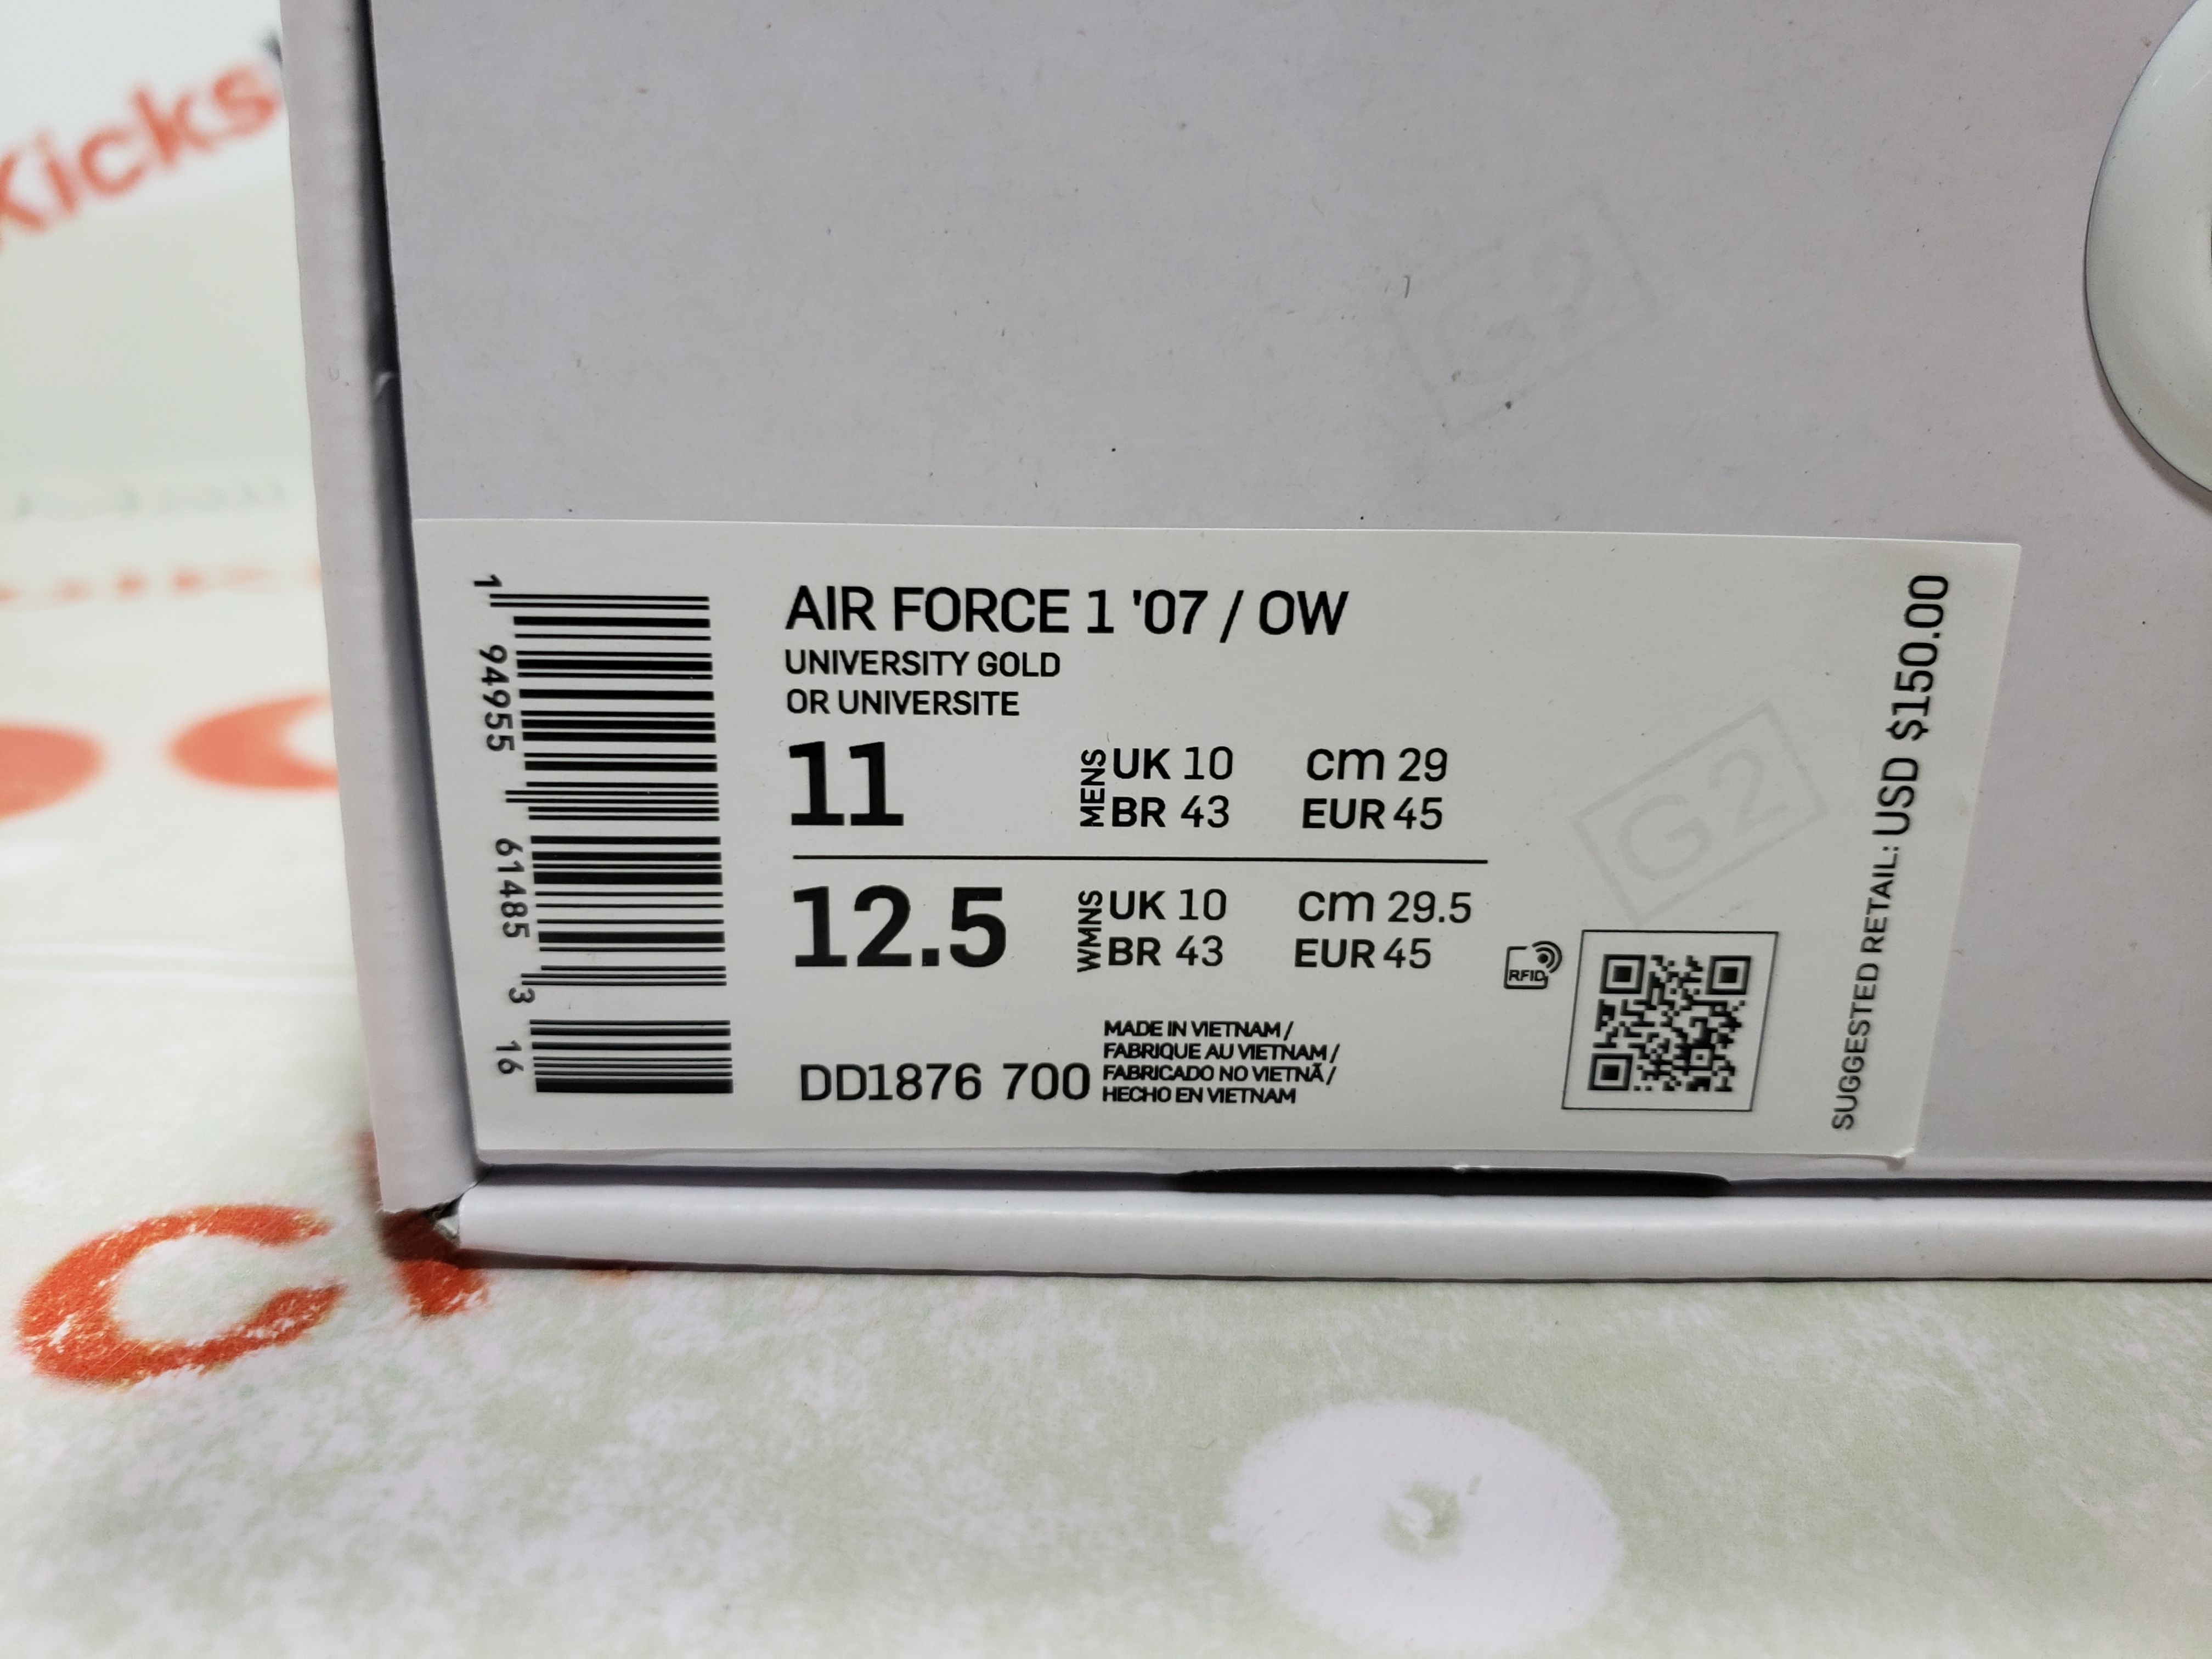 Kicks
G2
AIR FORCE 1 '07 / OW
UNIVERSITY GOLD
OR UNIVERSITE
11
MENS
UK 10 cm 29
BR 43 EUR 45
12.5
WMNS
UK 10 cm 29.5
BR 43 EUR 45
RFID
DD1876 700
MADE IN VIETNAM /
FABRIQUE AU VIETNAM /
FABRICADO NO VIETNÃ /
HECHO EN VIETNAM
1 94955 61485 3 16
G2
SUGGESTED RETAIL: USD $150.00